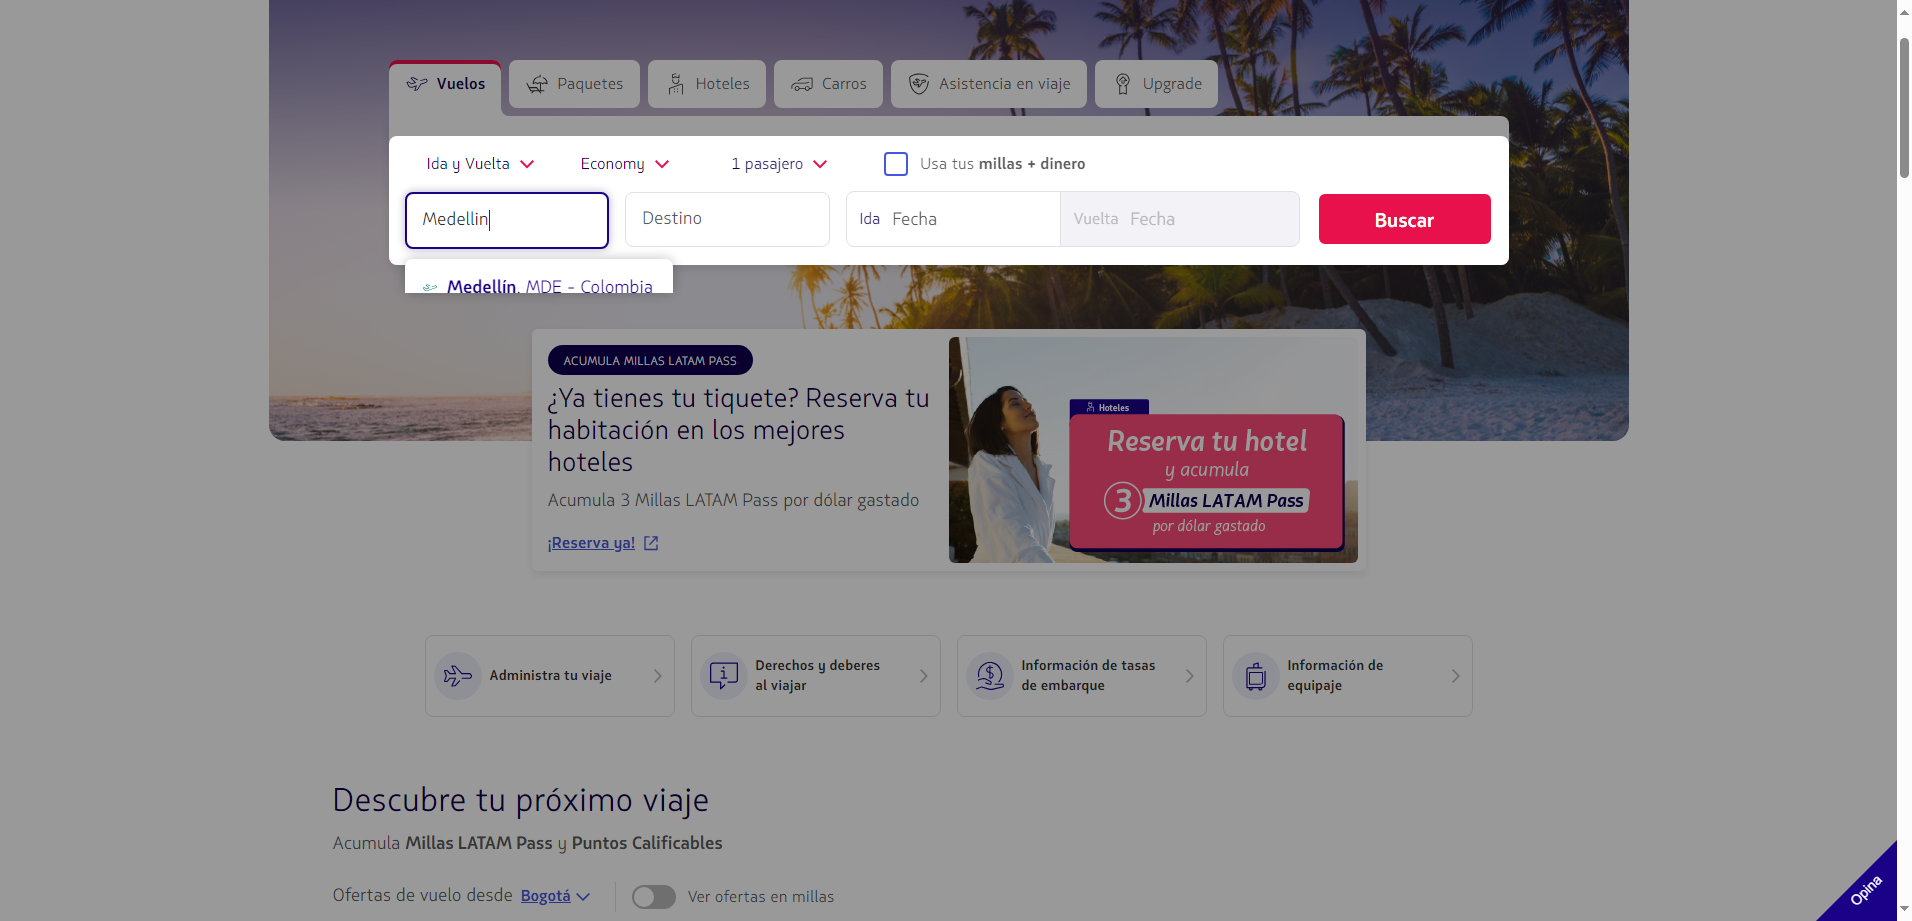 Vuelos
Paquetes
Hoteles
Carros
Asistencia en viaje
Upgrade
Ida y Vuelta
Economy
1 pasajero
Usa tus millas + dinero
Medellin
Destino
Ida Fecha
Vuelta Fecha
Buscar
Medellín, MDE - Colombia
ACUMULA MILLAS LATAM PASS
¿Ya tienes tu tiquete? Reserva tu
habitación en los mejores
hoteles
Acumula 3 Millas LATAM Pass por dólar gastado
¡Reserva ya!
Hoteles
Reserva tu hotel
y acumula
3 Millas LATAM Pass
por dólar gastado
Administra tu viaje
Derechos y deberes
al viajar
Información de tasas
de embarque
Información de
equipaje
Descubre tu próximo viaje
Acumula Millas LATAM Pass y Puntos Calificables
Ofertas de vuelo desde Bogotá
Ver ofertas en millas
Opina